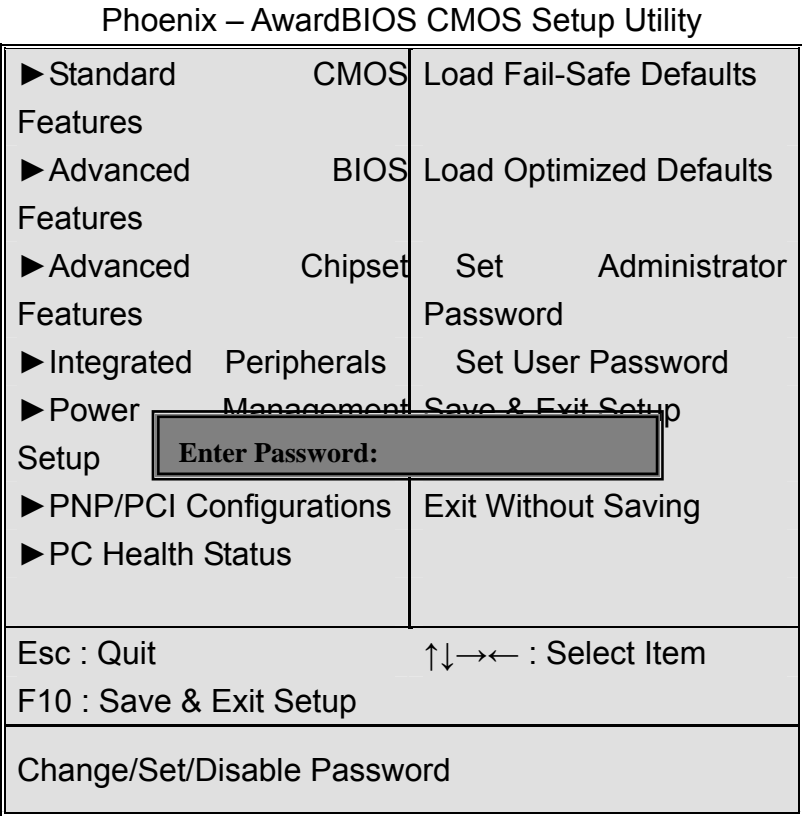 Phoenix – AwardBIOS CMOS Setup Utility
►Standard CMOS
Features
►Advanced BIOS
Features
►Advanced Chipset
Features
►Integrated Peripherals
►Power Management
Setup
►PNP/PCI Configurations
►PC Health Status
Load Fail-Safe Defaults
Load Optimized Defaults
Set Administrator
Password
Set User Password
Save & Exit Setup
Exit Without Saving
Enter Password:
Esc : Quit
↑↓→← : Select Item
F10 : Save & Exit Setup
Change/Set/Disable Password